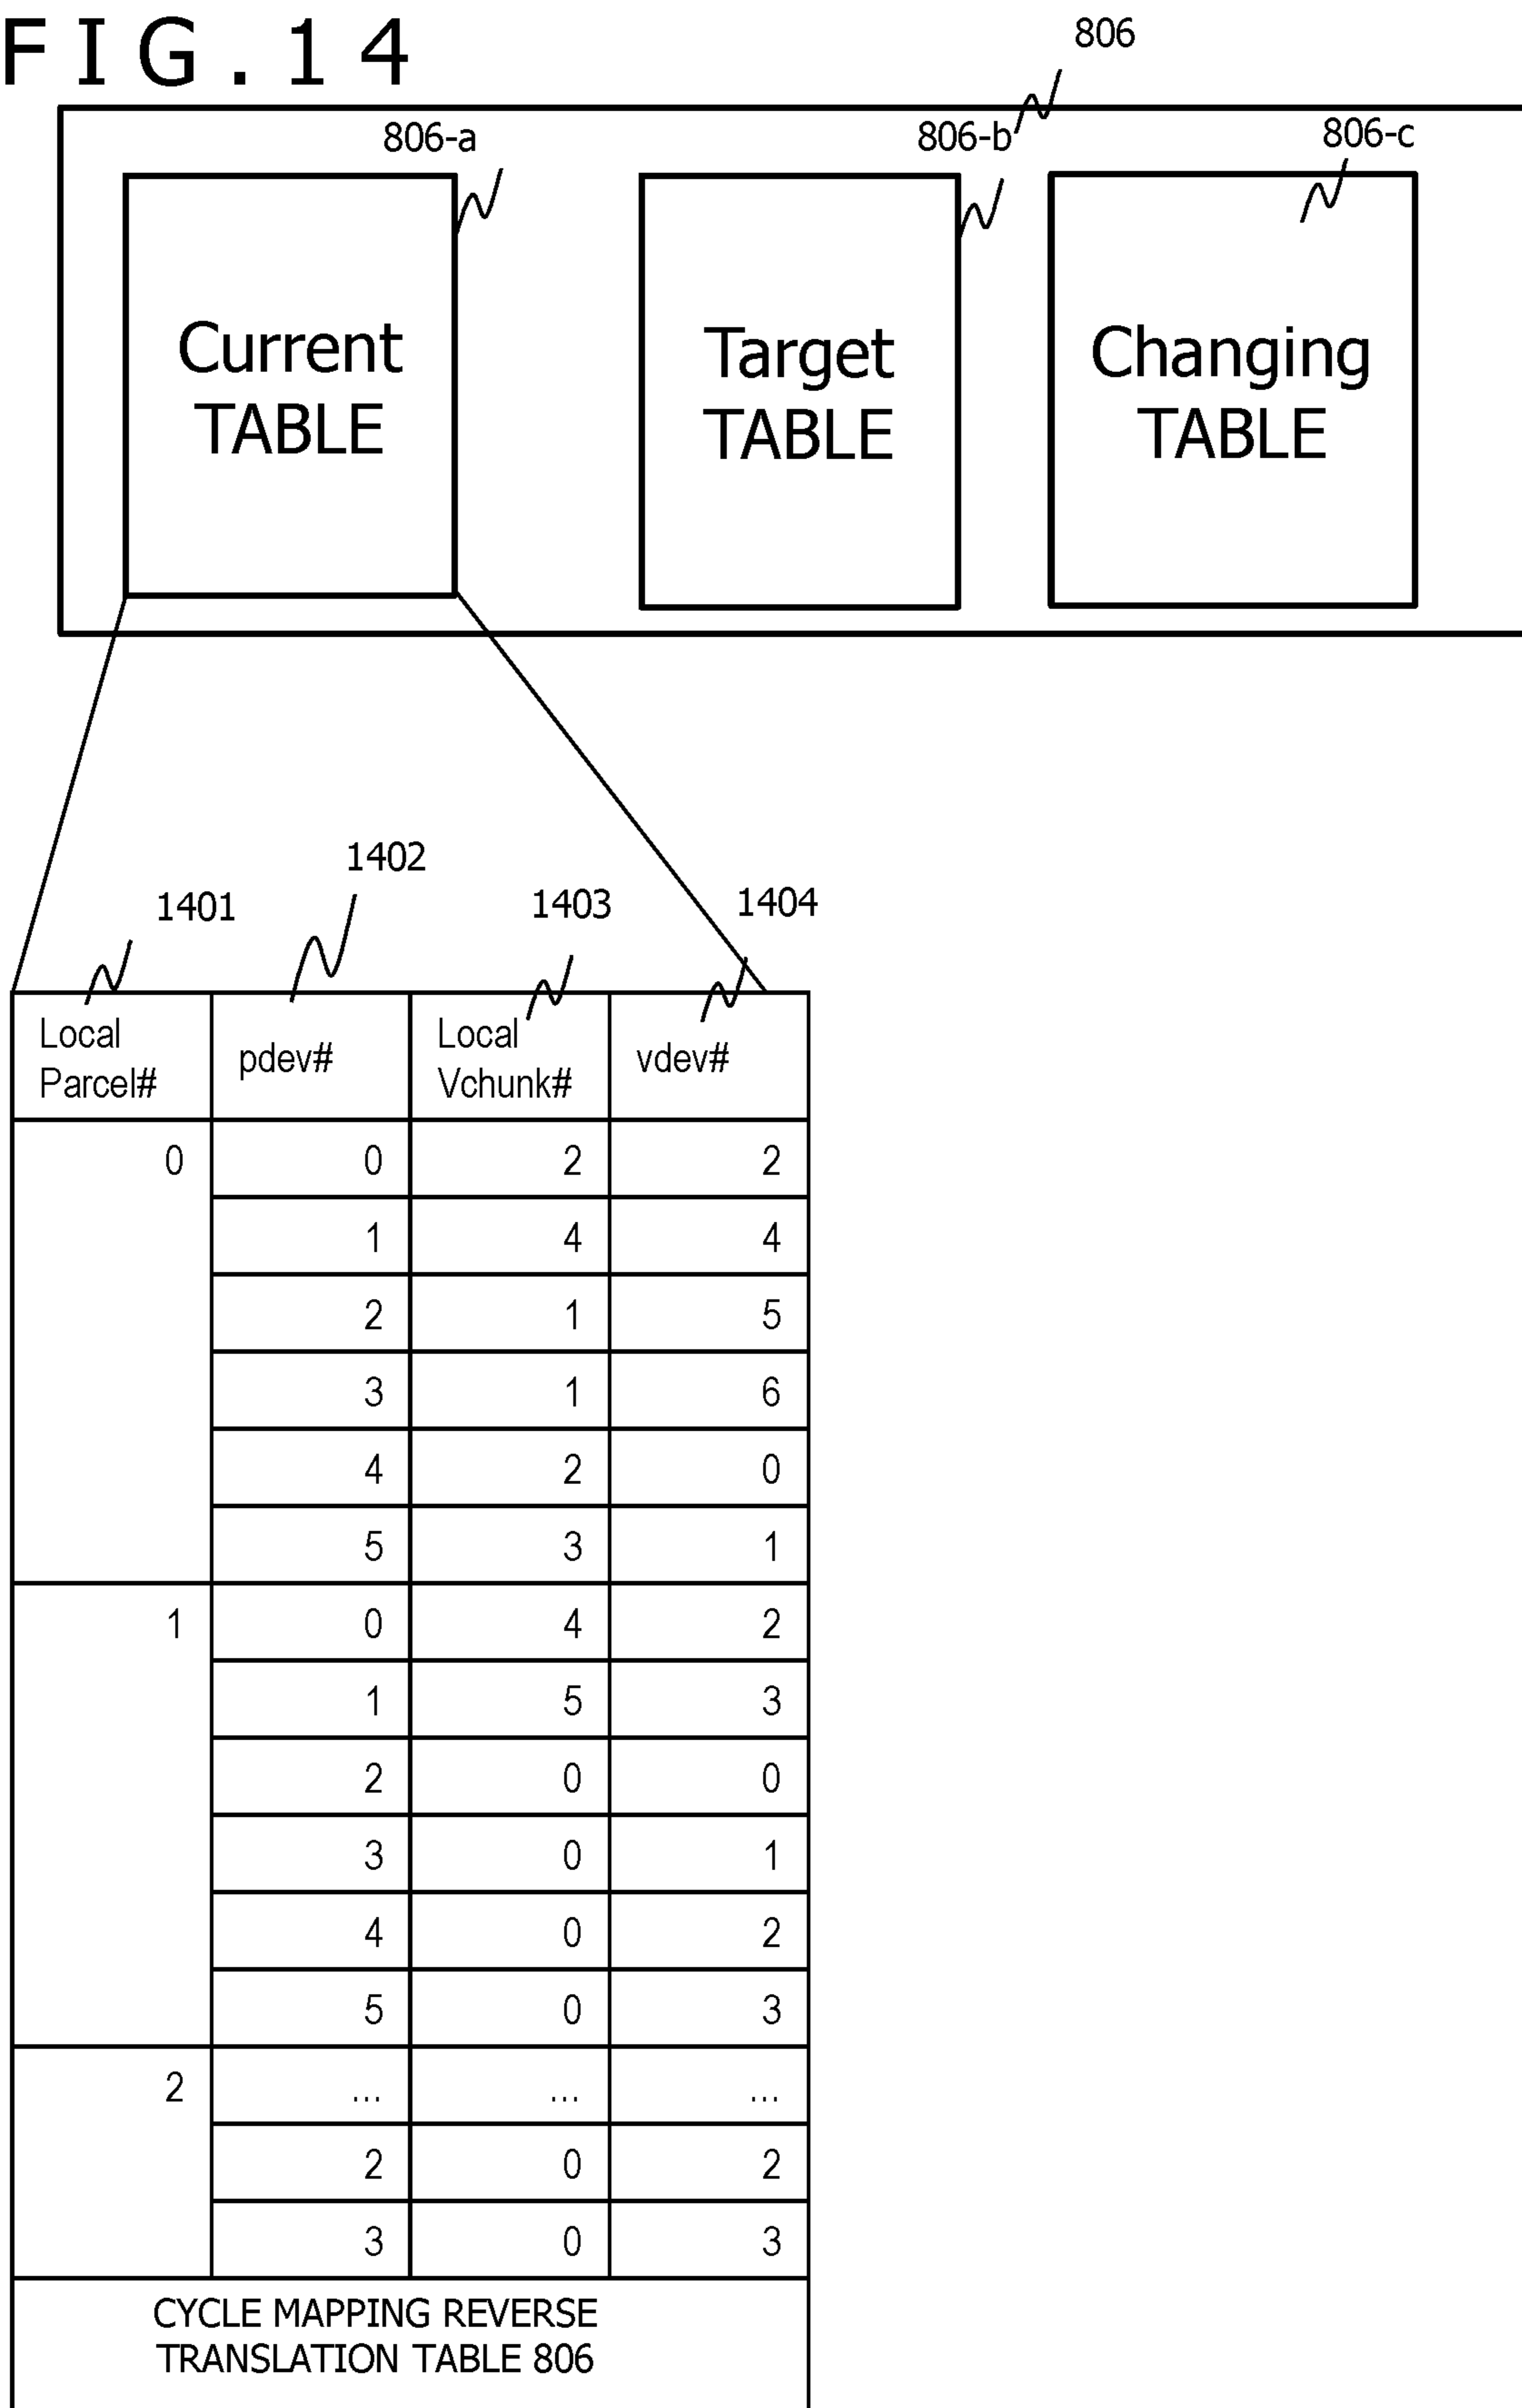 FIG.14
806
806-a
806-b
806-c
Current
TABLE
Target
TABLE
Changing
TABLE
1401
1402
1403
1404
Local
Parcel#
pdev#
Local
Vchunk#
vdev#
0 0 2 2
1 4 4
2 1 5
3 1 6
4 2 0
5 3 1
1 0 4 2
1 5 3
2 0 0
3 0 1
4 0 2
5 0 3
2 ... ... ...
2 0 2
3 0 3
CYCLE MAPPING REVERSE
TRANSLATION TABLE 806